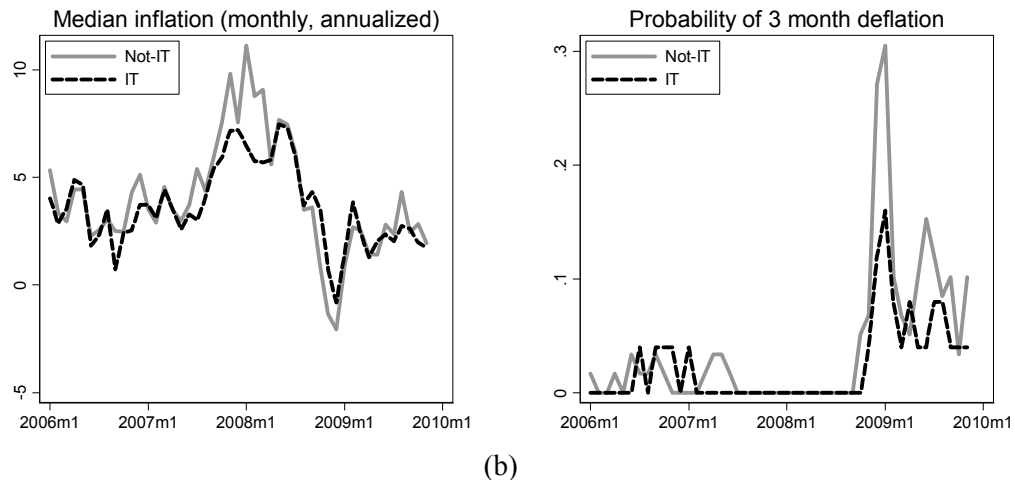 Median inflation (monthly, annualized)
Not-IT
IT
10
5
0
-5
2006m1 2007m1 2008m1 2009m1 2010m1
Probability of 3 month deflation
Not-IT
IT
.3
.2
.1
0
2006m1 2007m1 2008m1 2009m1 2010m1
(b)